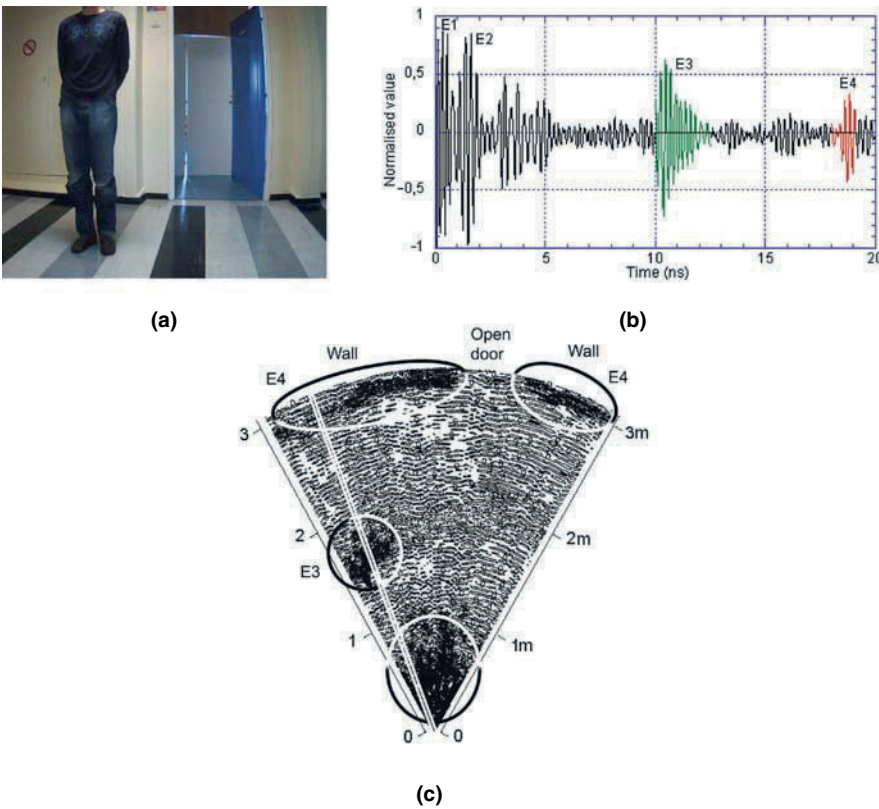 (a)
Normalised value
1
0,5
0
–0,5
-1
E1
E2
E3
E4
0
5
10
15
20
Time (ns)
(b)
Open
door
Wall
Wall
E4
E4
3
3m
2
2m
E3
1
1m
0
0
(c)